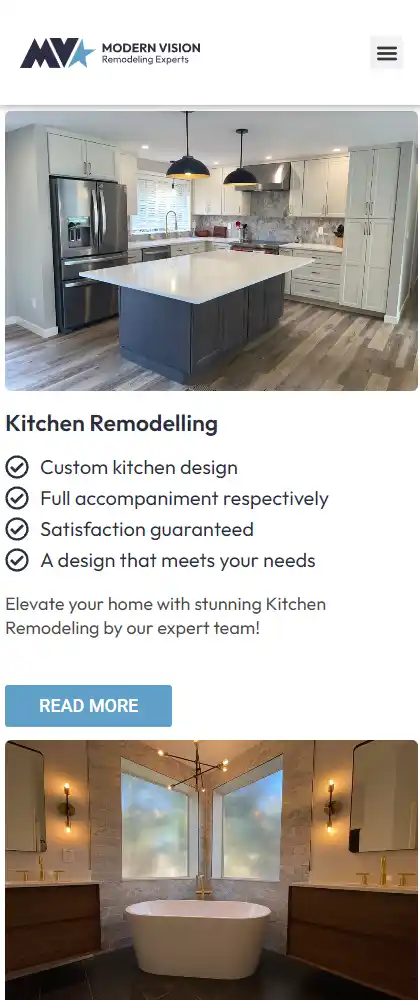 MODERN VISION
Remodeling Experts
Kitchen Remodelling
Custom kitchen design
Full accompaniment respectively
Satisfaction guaranteed
A design that meets your needs
Elevate your home with stunning Kitchen
Remodeling by our expert team!
READ MORE